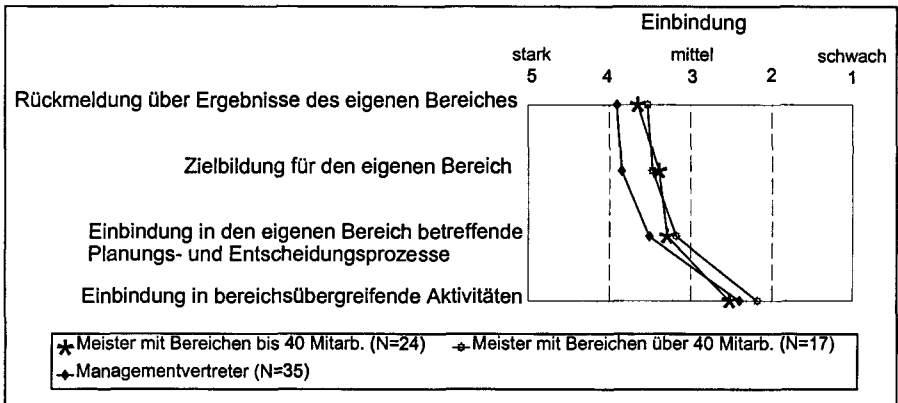 Einbindung
stark mittel schwach
5 4 3 2 1
Rückmeldung über Ergebnisse des eigenen Bereiches
Zielbildung für den eigenen Bereich
Einbindung in den eigenen Bereich betreffende
Planungs- und Entscheidungsprozesse
Einbindung in bereichsübergreifende Aktivitäten
Meister mit Bereichen bis 40 Mitarb. (N=24) Meister mit Bereichen über 40 Mitarb. (N=17)
Managementvertreter (N=35)